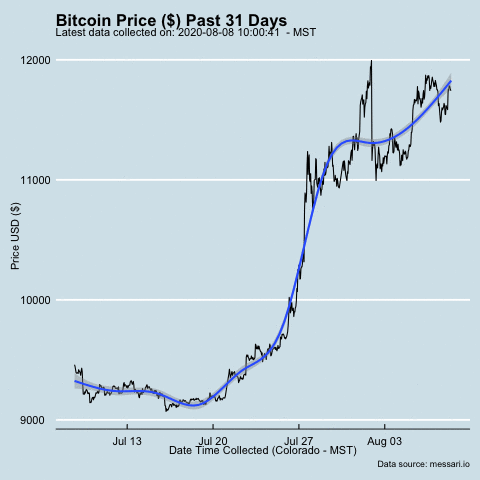 Bitcoin Price ($) Past 31 Days
Latest data collected on: 2020-08-08 10:00:41  - MST
12000
11000
10000
9000
Price USD ($)
Jul 13
Jul 20
Jul 27
Aug 03
Date Time Collected (Colorado - MST)
Data source: messari.io